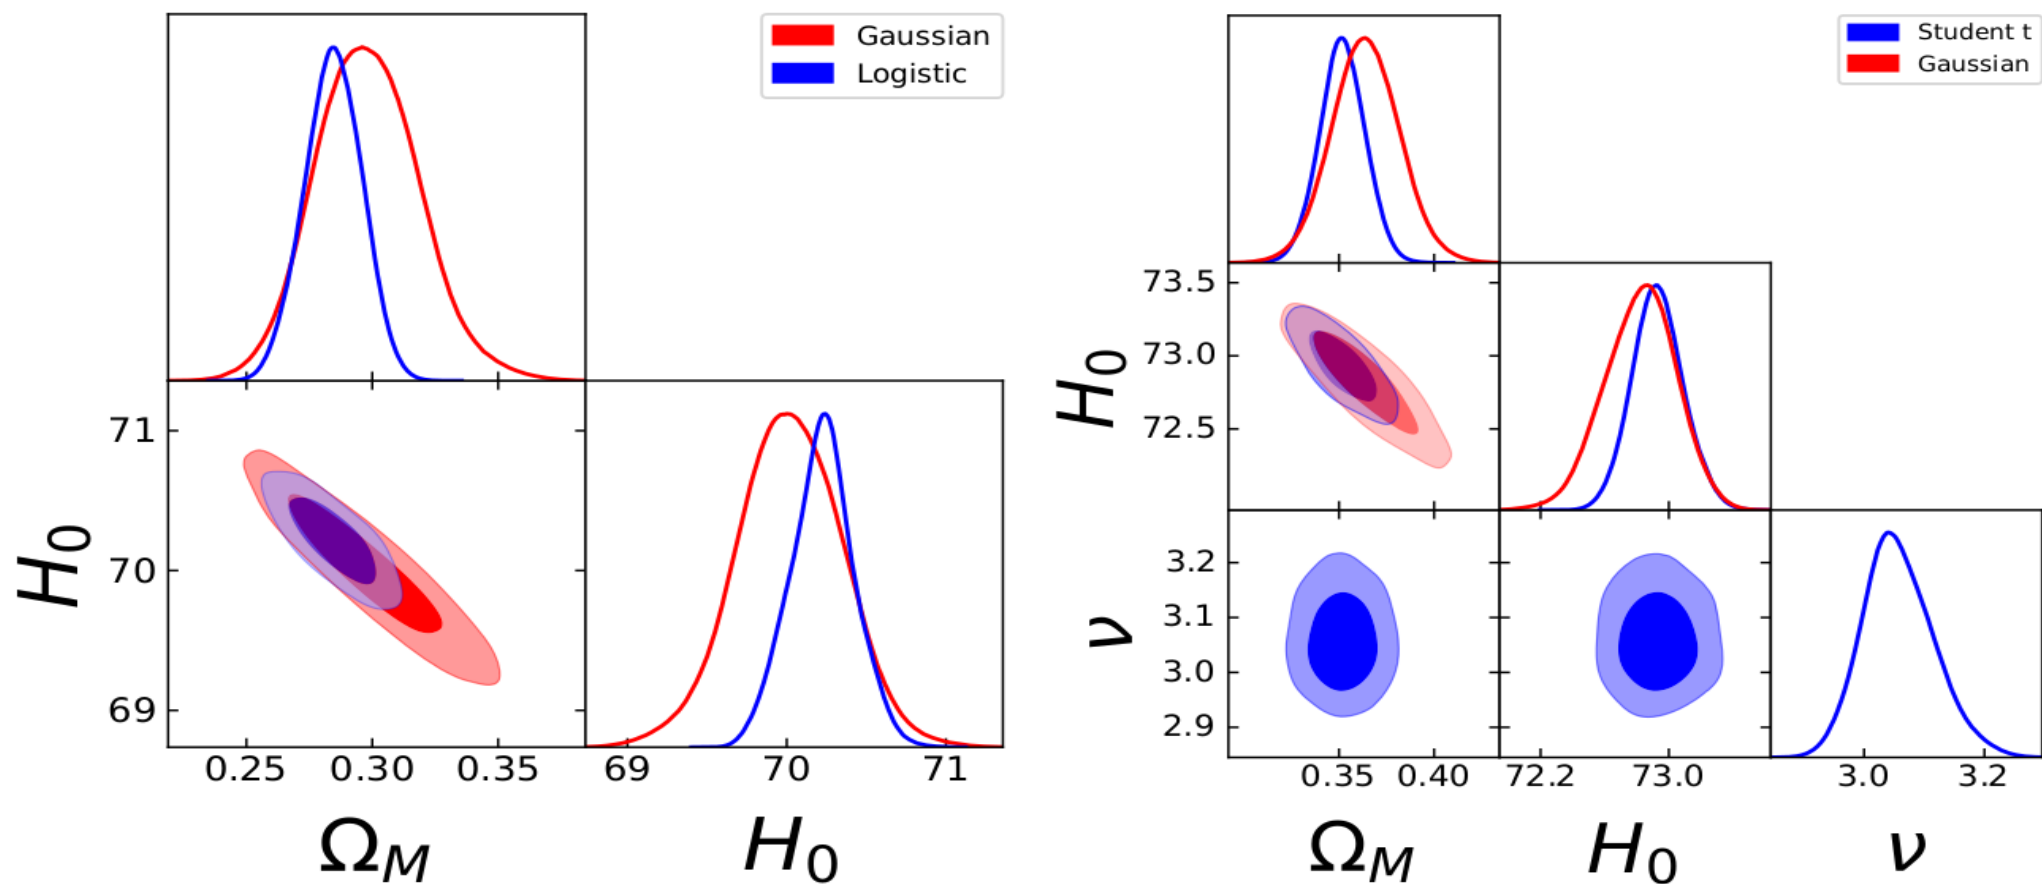 Gaussian
Logistic
71
70
69
H₀
0.25 0.30 0.35
69 70 71
Ω_M
H₀
Student t
Gaussian
73.5
73.0
72.5
H₀
3.2
3.1
3.0
2.9
ν
0.35 0.40
72.2 73.0
3.0 3.2
Ω_M
H₀
ν